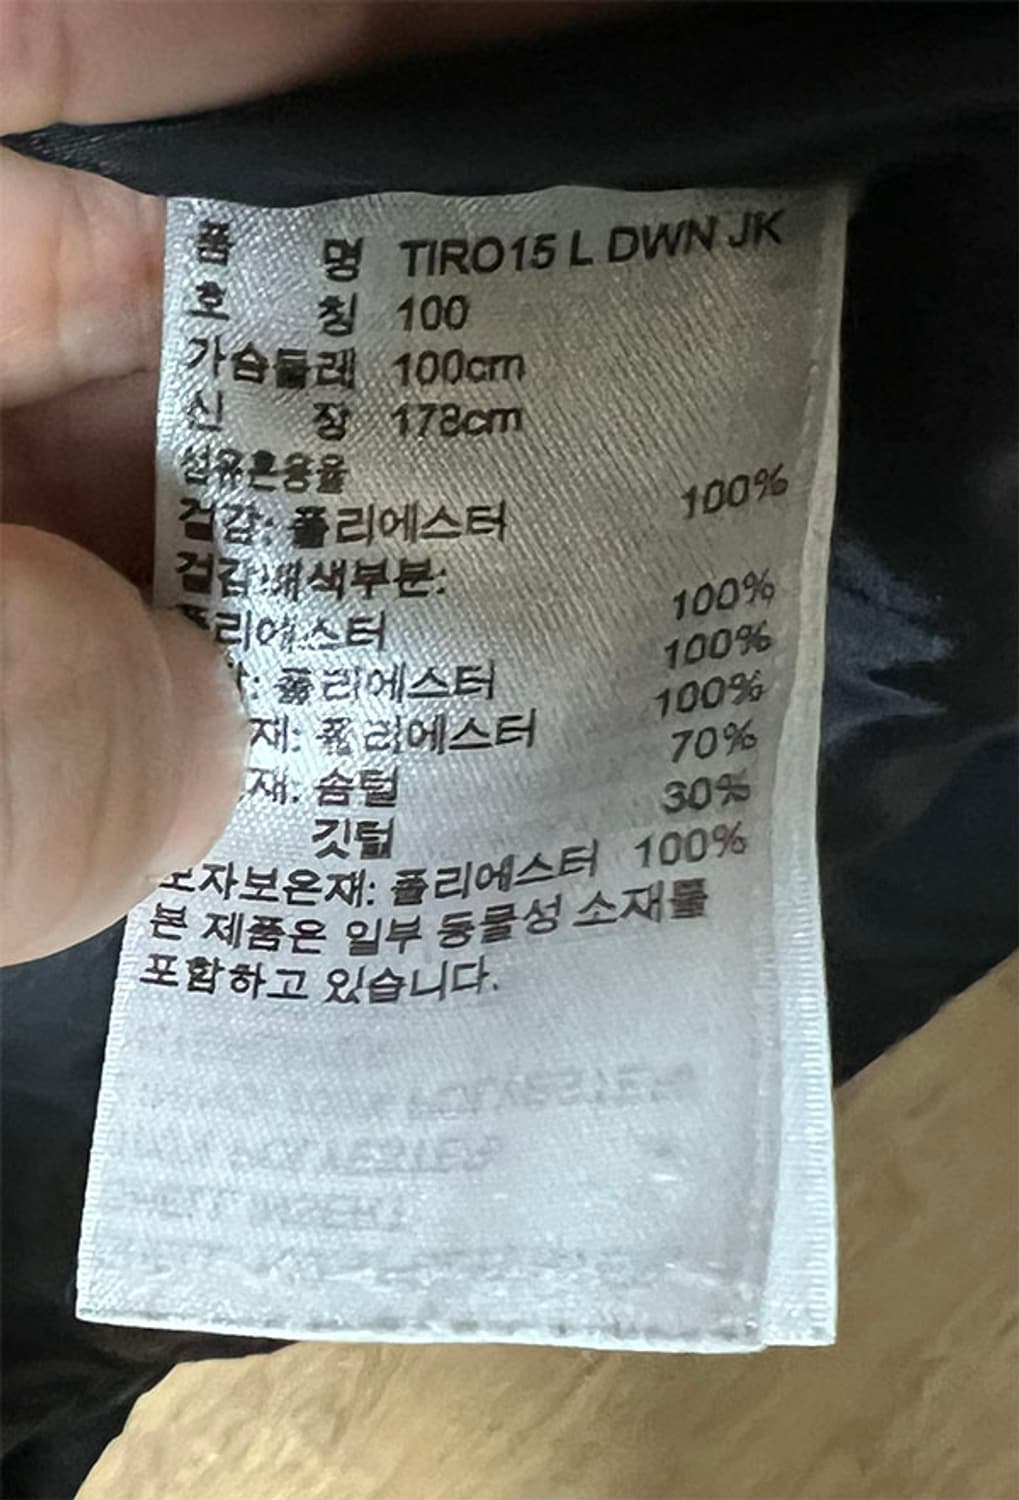 품 명 TIRO15 L DWN JK
호 칭 100
가슴둘레 100cm
신 장 178cm
섬유혼용율
겉감: 폴리에스터 100%
겉감배색부분:
리에스터 100%
: 폴리에스터 100%
재: 폴리에스터 100%
재: 솜털 70%
깃털 30%
모자보온재: 폴리에스터 100%
본 제품은 일부 동물성 소재를
포함하고 있습니다.